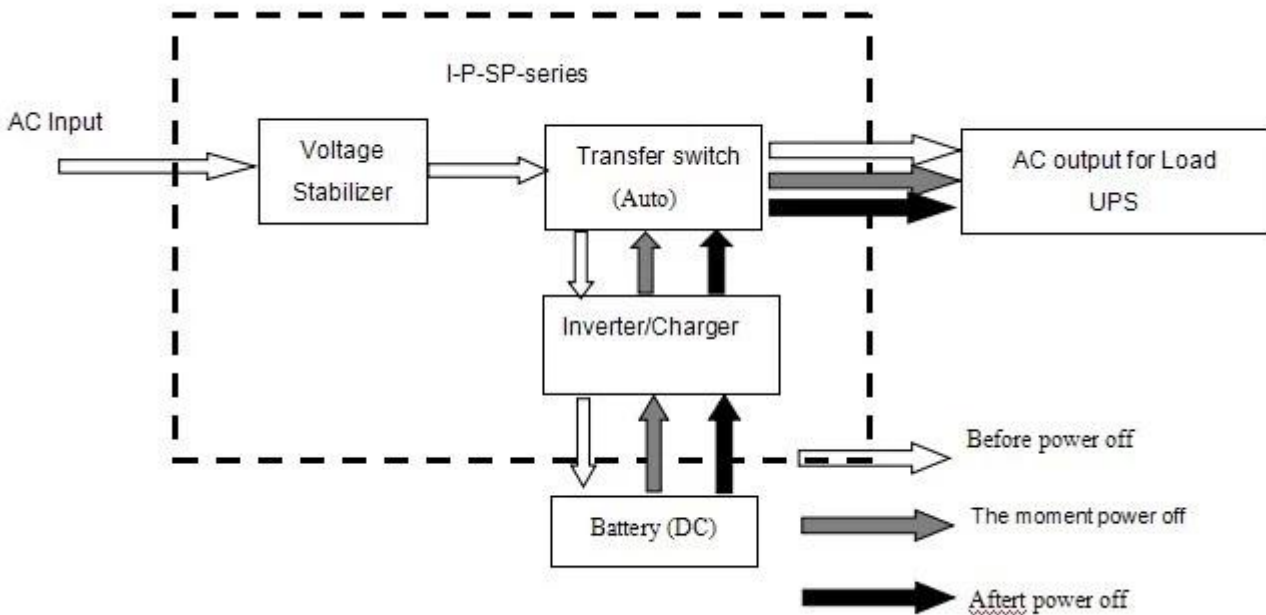 I-P-SP-series
AC Input
Voltage
Stabilizer
Transfer switch
(Auto)
AC output for Load
UPS
Inverter/Charger
Battery (DC)
Before power off
The moment power off
Aftert power off